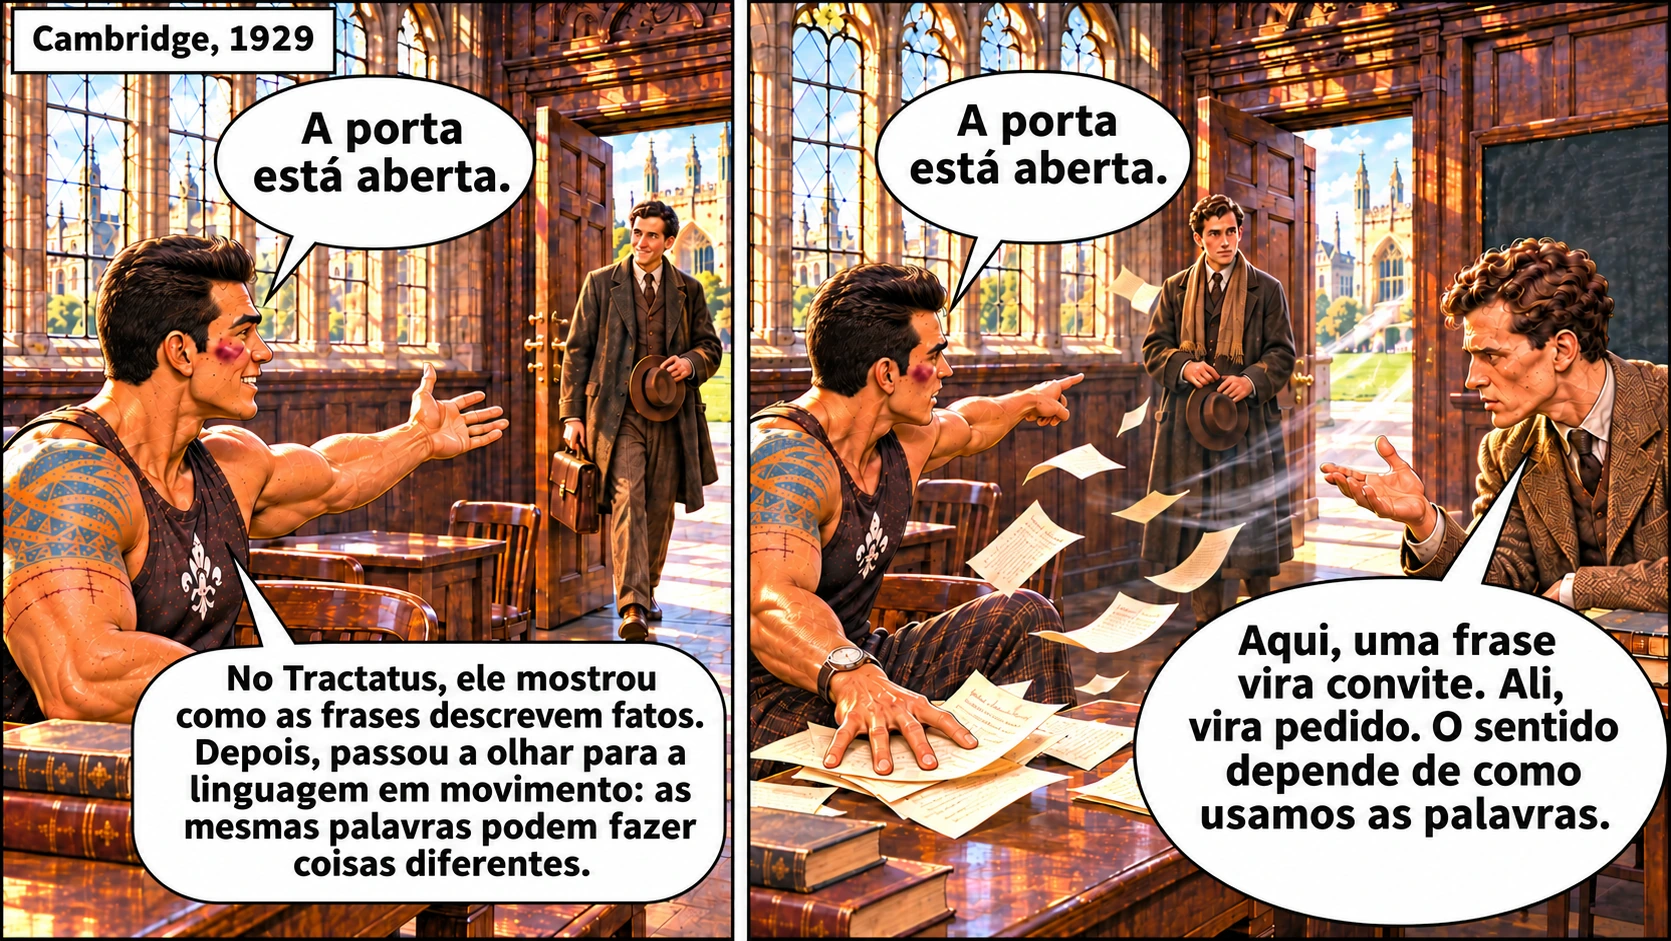 Cambridge, 1929
A porta
está aberta.
No Tractatus, ele mostrou
como as frases descrevem fatos.
Depois, passou a olhar para a
linguagem em movimento: as
mesmas palavras podem fazer
coisas diferentes.
A porta
está aberta.
Aqui, uma frase
vira convite. Ali,
vira pedido. O sentido
depende de como
usamos as palavras.